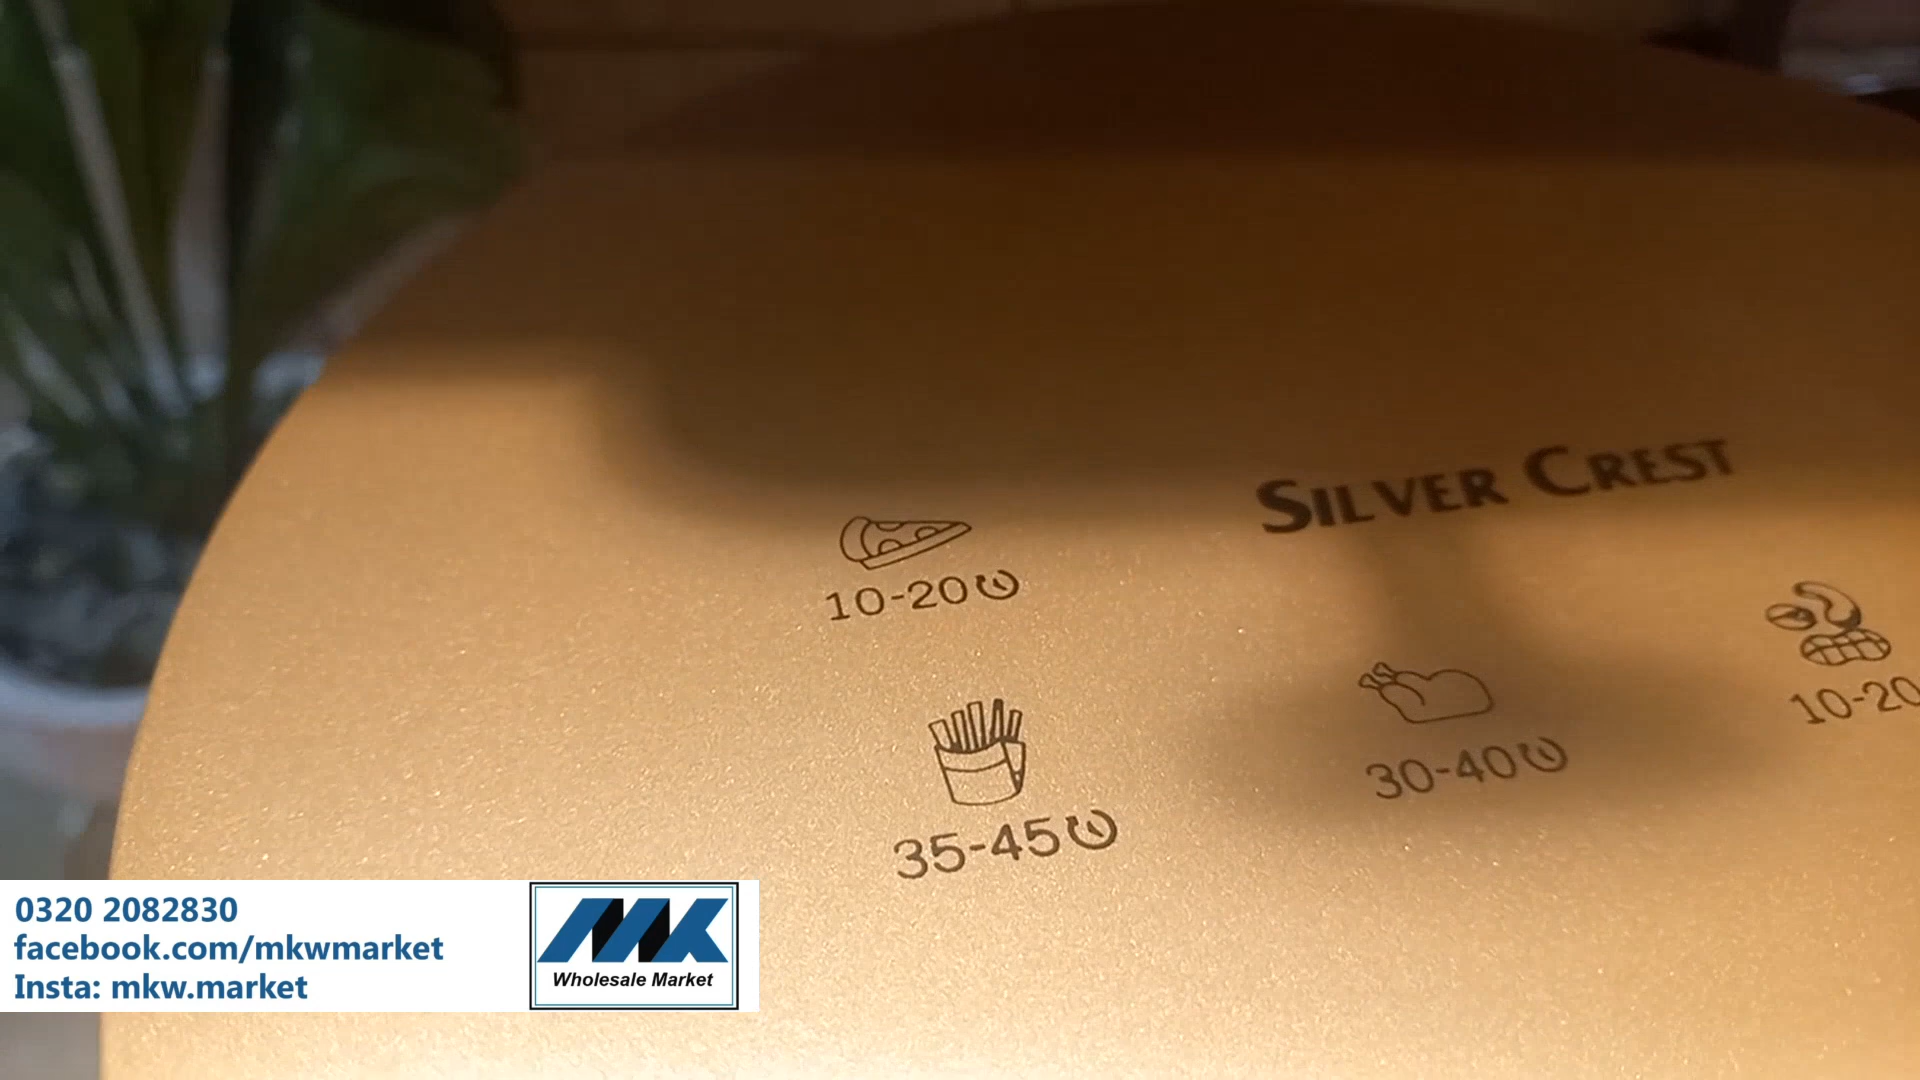 SILVER CREST
10-20
10-20
30-40
35-45
0320 2082830
facebook.com/mkwmarket
Insta: mkw.market
MK
Wholesale Market